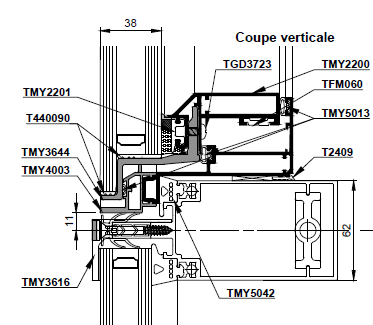 38
Coupe verticale
TGD3723
TMY2200
TFM060
TMY2201
T440090
TMY5013
TMY3644
T2409
TMY4003
11
62
TMY3616
TMY5042